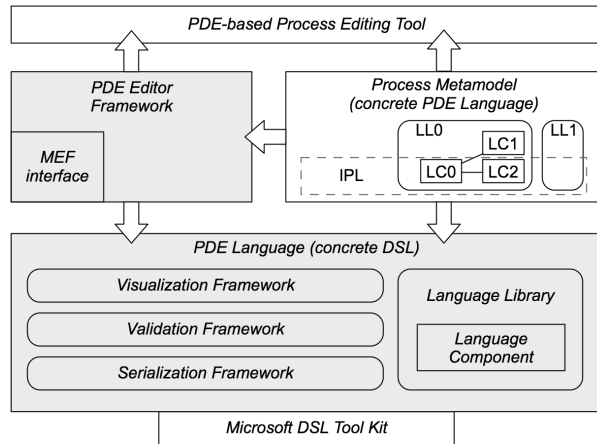 PDE-based Process Editing Tool
PDE Editor
Framework
MEF
interface
Process Metamodel
(concrete PDE Language)
LL0
LL1
LC1
IPL
LC0
LC2
PDE Language (concrete DSL)
Visualization Framework
Validation Framework
Serialization Framework
Language Library
Language
Component
Microsoft DSL Tool Kit